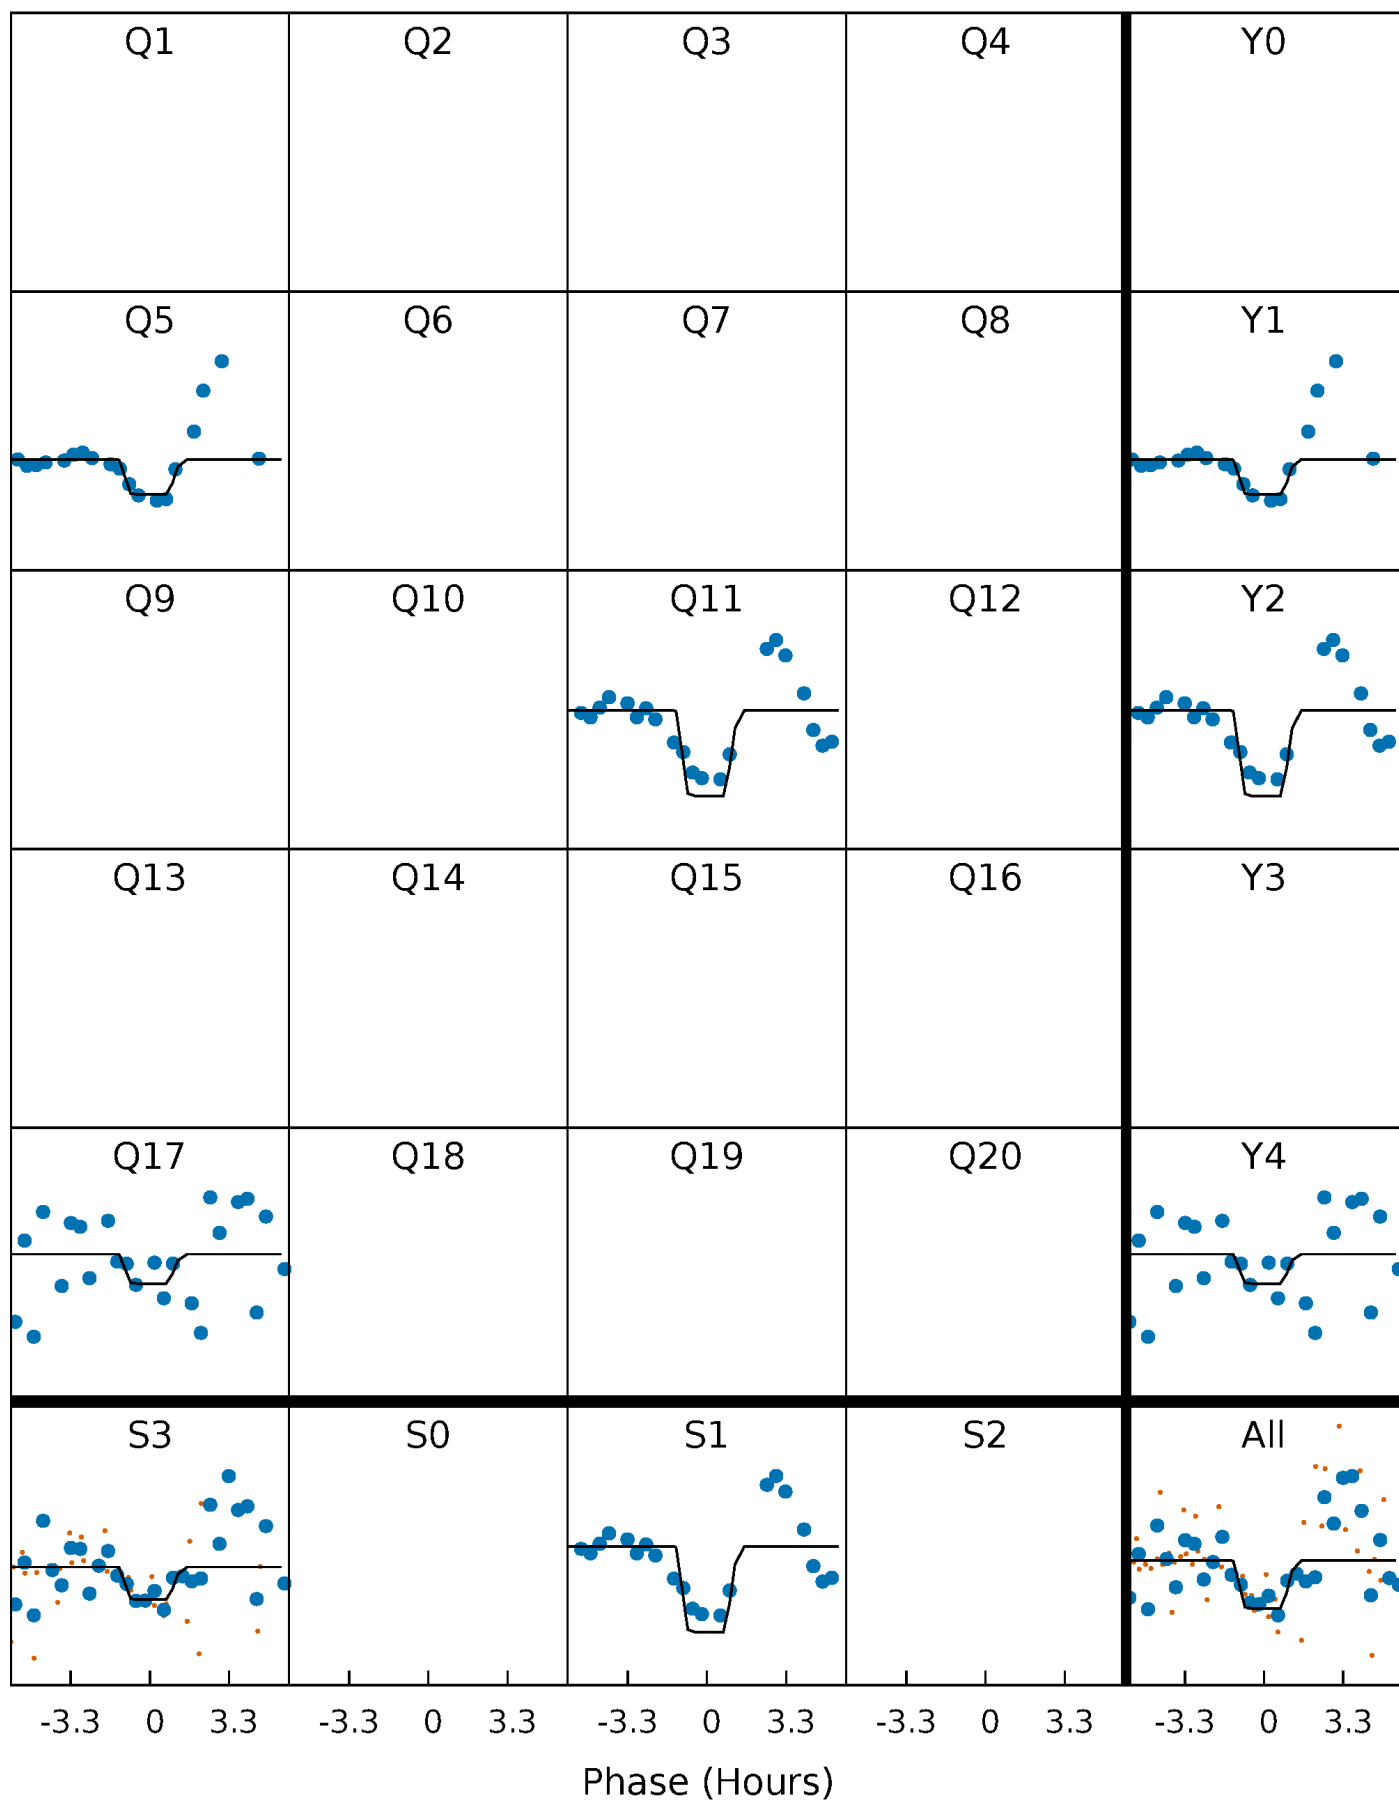 Q1 Q2 Q3 Q4 Y0
Q5 Q6 Q7 Q8 Y1
Q9 Q10 Q11 Q12 Y2
Q13 Q14 Q15 Q16 Y3
Q17 Q18 Q19 Q20 Y4
S3 S0 S1 S2 All
-3.3 0 3.3 -3.3 0 3.3 -3.3 0 3.3 -3.3 0 3.3 -3.3 0 3.3
Phase (Hours)